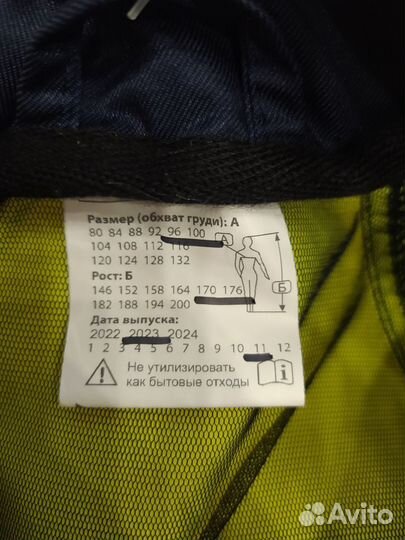 Размер (обхват груди): А
80 84 88 92 96 100 А
104 108 112 116
120 124 128 132
Рост: Б
146 152 158 164 170 176 Б
182 188 194 200
Дата выпуска:
2022 2023 2024
1 2 3 4 5 6 7 8 9 10 11 12
Не утилизировать
как бытовые отходы
Avito